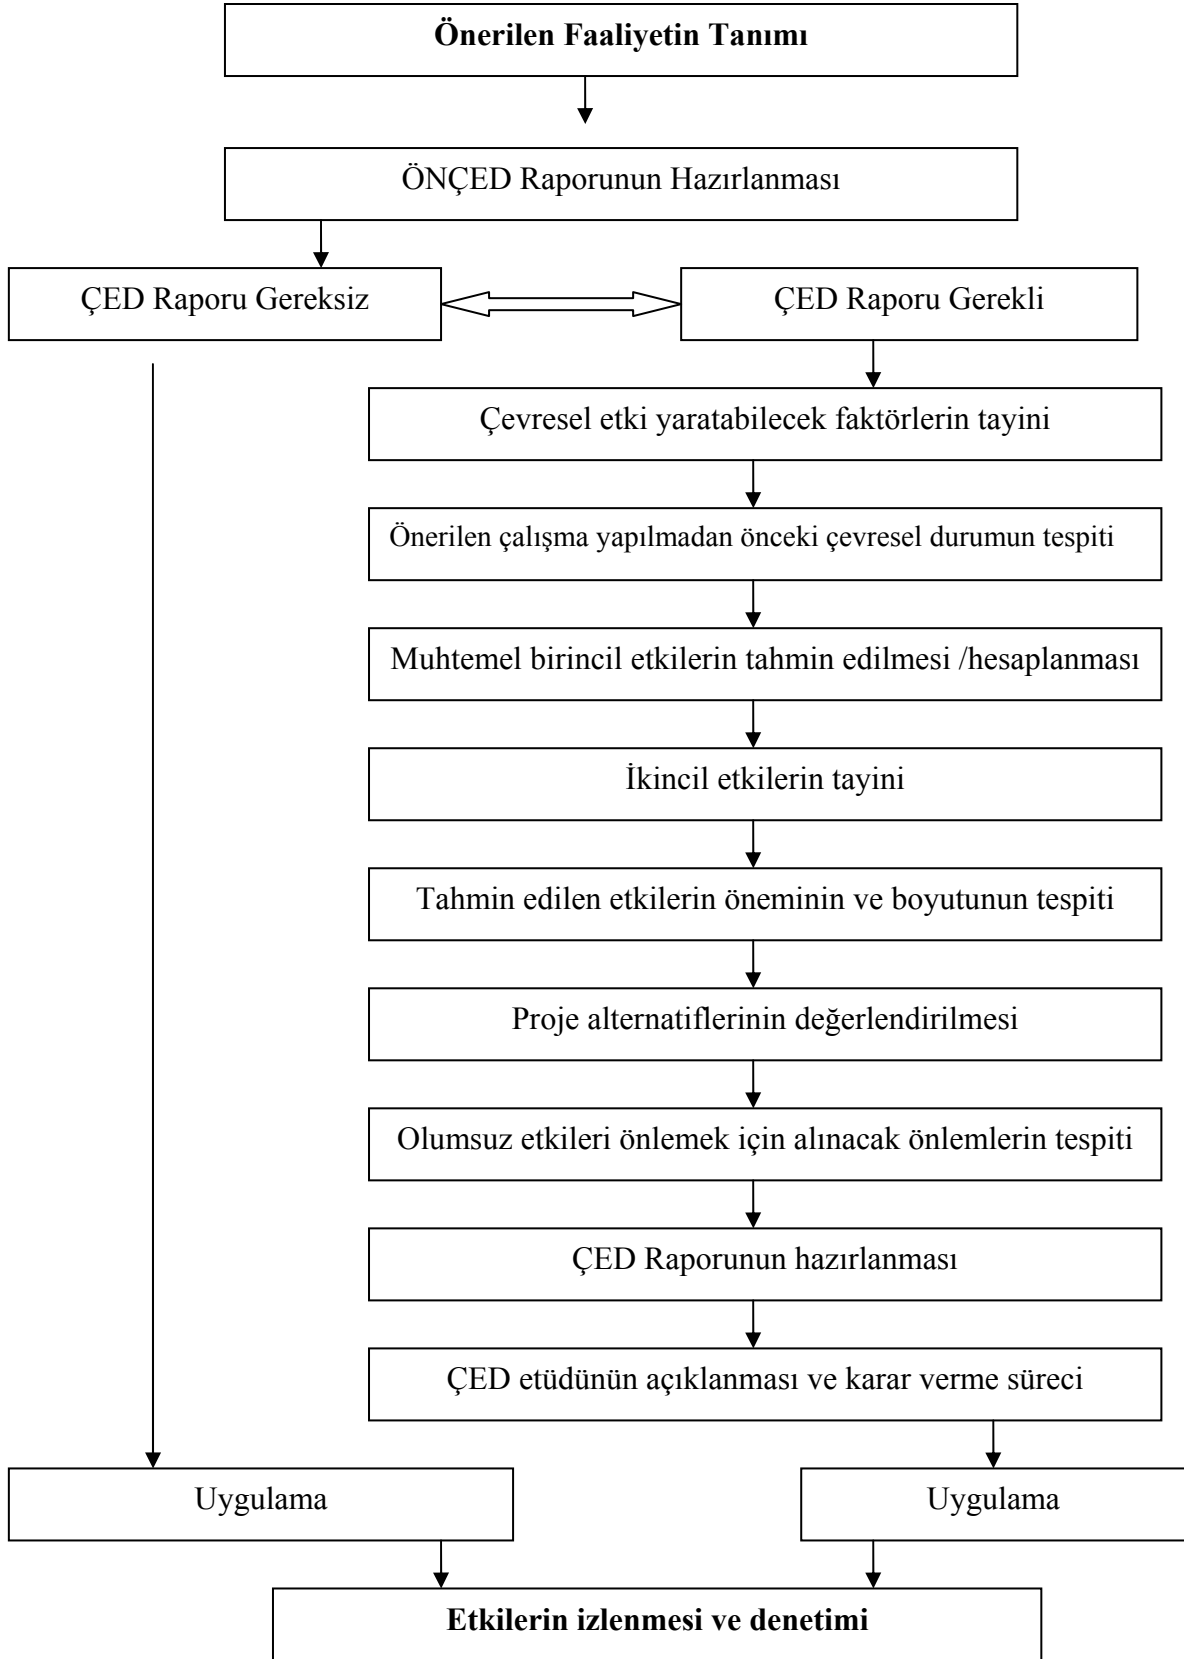 Önerilen Faaliyetin Tanımı
ÖNÇED Raporunun Hazırlanması
ÇED Raporu Gereksiz
ÇED Raporu Gerekli
Çevresel etki yaratabilecek faktörlerin tayini
Önerilen çalışma yapılmadan önceki çevresel durumun tespiti
Muhtemel birincil etkilerin tahmin edilmesi /hesaplanması
İkincil etkilerin tayini
Tahmin edilen etkilerin öneminin ve boyutunun tespiti
Proje alternatiflerinin değerlendirilmesi
Olumsuz etkileri önlemek için alınacak önlemlerin tespiti
ÇED Raporunun hazırlanması
ÇED etüdünün açıklanması ve karar verme süreci
Uygulama
Uygulama
Etkilerin izlenmesi ve denetimi